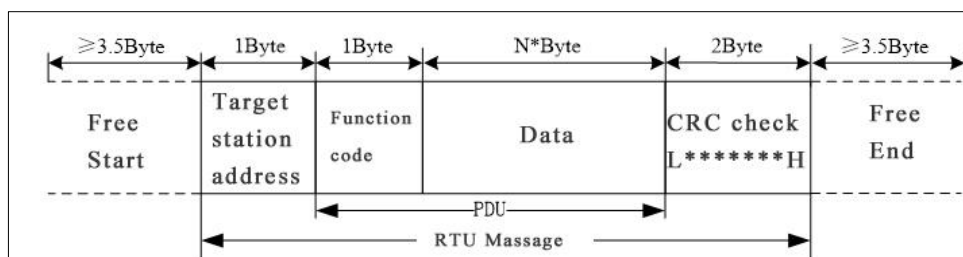 ≥3.5Byte 1Byte 1Byte N*Byte 2Byte ≥3.5Byte
Free
Start
Target
station
address
Function
code
Data
CRC check
L*******H
Free
End
PDU
RTU Massage